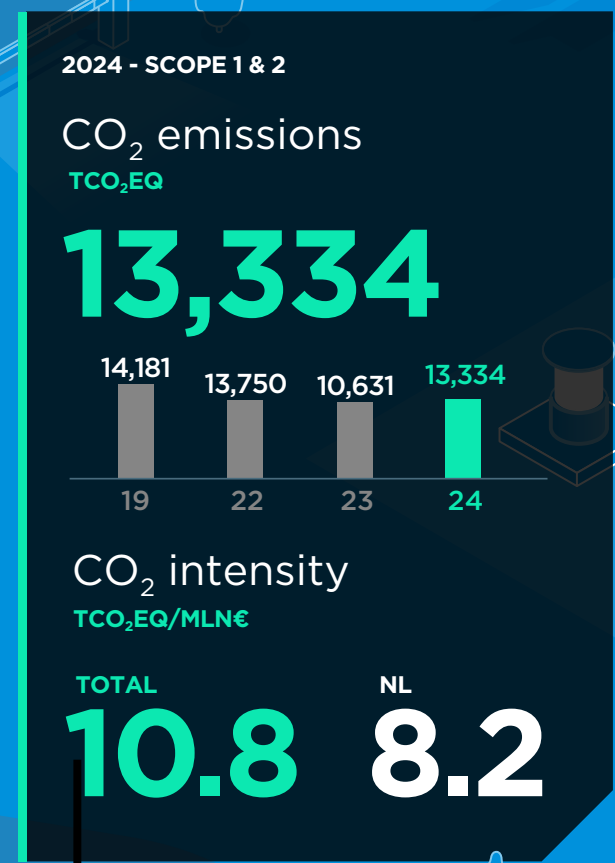 2024 - SCOPE 1 & 2
CO₂ emissions
TCO₂EQ
13,334
14,181 13,750 10,631 13,334
19 22 23 24
CO₂ intensity
TCO₂EQ/MLN€
TOTAL NL
10.8 8.2